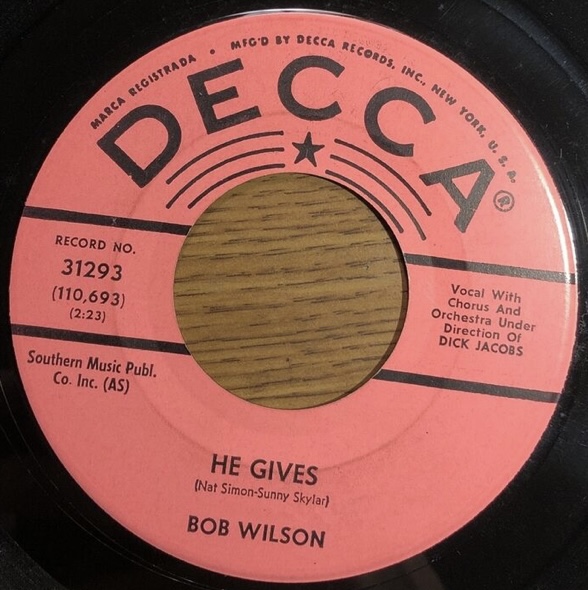 MARCA REGISTRADA • MFG'D BY DECCA RECORDS, INC., NEW YORK, U. S. A.
DECCA®
RECORD NO.
31293
(110,693)
(2:23)
Vocal With
Chorus And
Orchestra Under
Direction Of
DICK JACOBS
Southern Music Publ.
Co. Inc. (AS)
HE GIVES
(Nat Simon-Sunny Skylar)
BOB WILSON